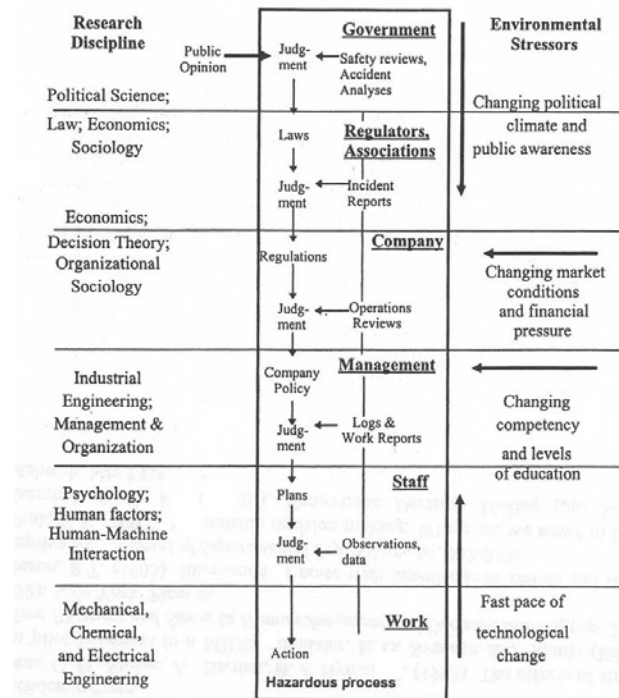 Research
Discipline
Government
Environmental
Stressors
Public
Opinion
Judg-
ment
Safety reviews,
Accident
Analyses
Political Science;
Law; Economics;
Sociology
Laws
Regulators,
Associations
Judg-
ment
Incident
Reports
Changing political
climate and
public awareness
Economics;
Decision Theory;
Organizational
Sociology
Company
Regulations
Judg-
ment
Operations
Reviews
Changing market
conditions
and financial
pressure
Industrial
Engineering;
Management &
Organization
Management
Company
Policy
Judg-
ment
Logs &
Work Reports
Changing
competency
and levels
of education
Psychology;
Human factors;
Human-Machine
Interaction
Staff
Plans
Judg-
ment
Observations,
data
Mechanical,
Chemical,
and Electrical
Engineering
Work
Action
Hazardous process
Fast pace of
technological
change